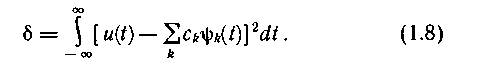 δ = ∫_{-∞}^{∞} [ u(t) − ∑_k c_k ψ_k(t) ]² dt .    (1.8)